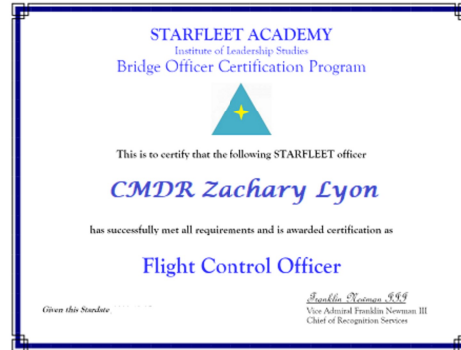 STARFLEET ACADEMY
Institute of Leadership Studies
Bridge Officer Certification Program
This is to certify that the following STARFLEET officer
CMDR Zachary Lyon
has successfully met all requirements and is awarded certification as
Flight Control Officer
Franklin Newman III
Given this Stardate
Vice Admiral Franklin Newman III
Chief of Recognition Services